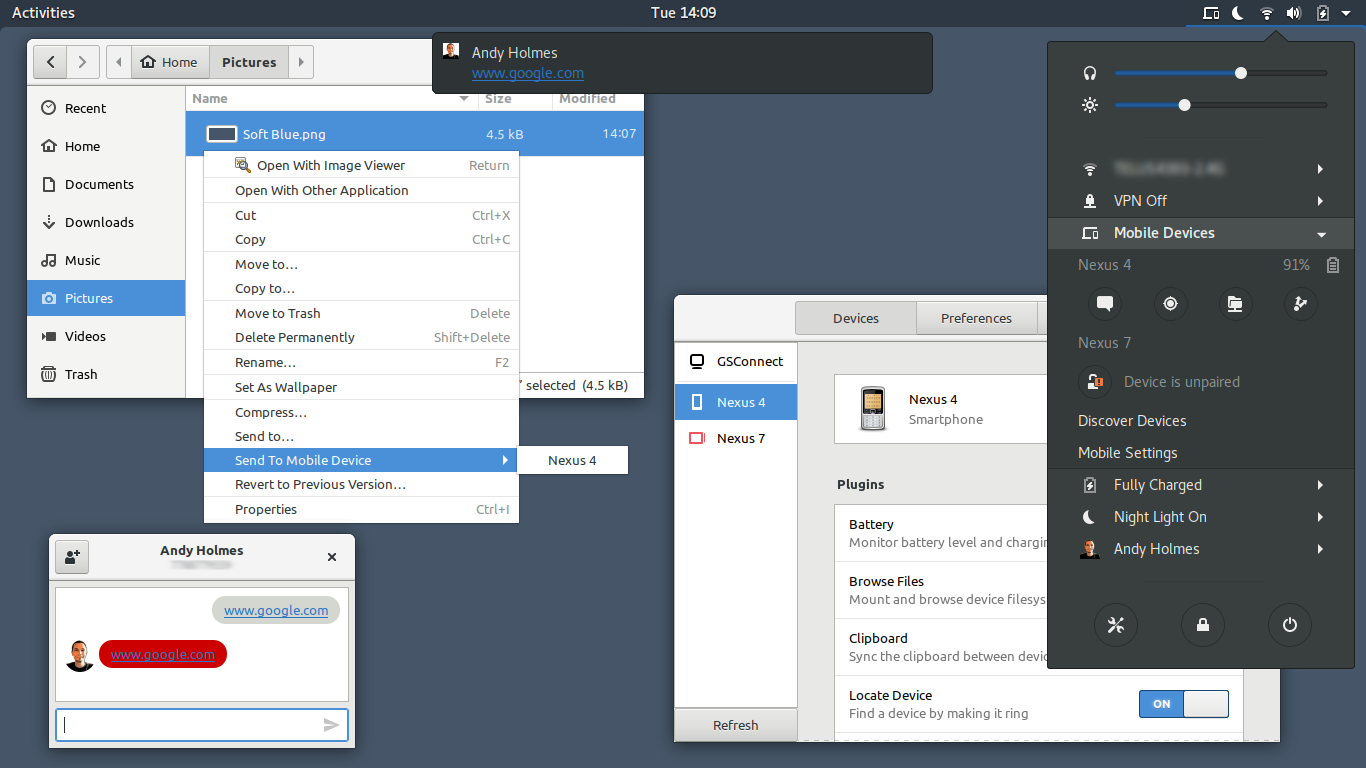 Activities
Tue 14:09
Andy Holmes
www.google.com
Home
Pictures
Name
Size
Modified
Recent
Home
Documents
Downloads
Music
Pictures
Videos
Trash
Soft Blue.png 4.5 kB 14:07
Open With Image Viewer Return
Open With Other Application
Cut Ctrl+X
Copy Ctrl+C
Move to…
Copy to…
Move to Trash Delete
Delete Permanently Shift+Delete
Rename… F2
Set As Wallpaper
Compress…
Send to…
Send To Mobile Device
Nexus 4
Revert to Previous Version…
Properties Ctrl+I
selected (4.5 kB)
Andy Holmes
www.google.com
www.google.com
Devices
Preferences
GSConnect
Nexus 4
Nexus 7
Refresh
Nexus 4
Smartphone
Plugins
Battery
Monitor battery level and chargin
Browse Files
Mount and browse device filesys
Clipboard
Sync the clipboard between devic
Locate Device
Find a device by making it ring
ON
VPN Off
Mobile Devices
Nexus 4 91%
Nexus 7
Device is unpaired
Discover Devices
Mobile Settings
Fully Charged
Night Light On
Andy Holmes